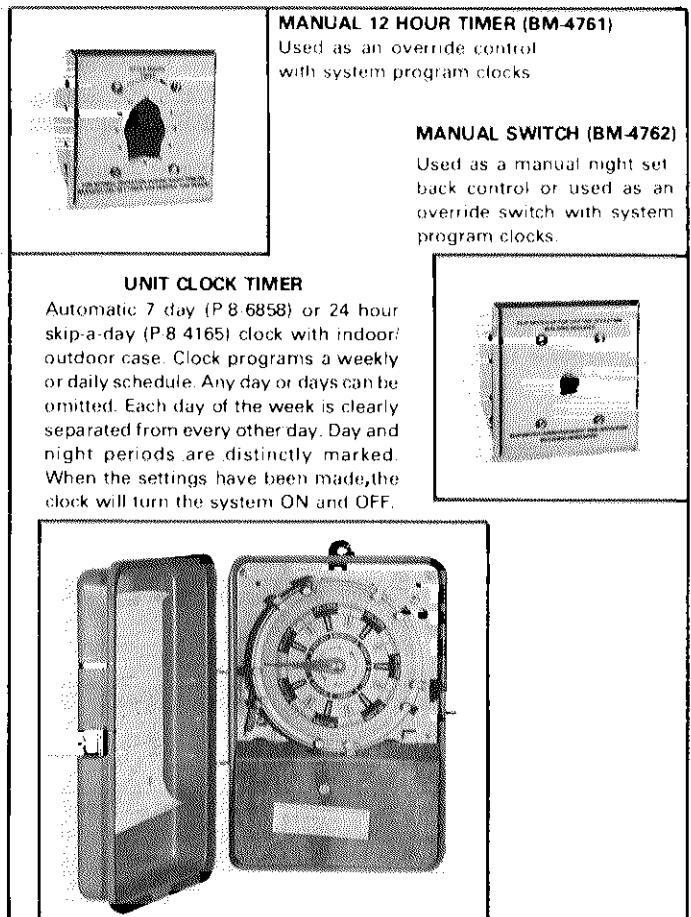 MANUAL 12 HOUR TIMER (BM-4761)
Used as an override control
with system program clocks
MANUAL SWITCH (BM-4762)
Used as a manual night set
back control or used as an
override switch with system
program clocks.
UNIT CLOCK TIMER
Automatic 7 day (P-8-6858) or 24 hour
skip-a-day (P-8 4165) clock with indoor/
outdoor case. Clock programs a weekly
or daily schedule. Any day or days can be
omitted. Each day of the week is clearly
separated from every other day. Day and
night periods are distinctly marked.
When the settings have been made, the
clock will turn the system ON and OFF.